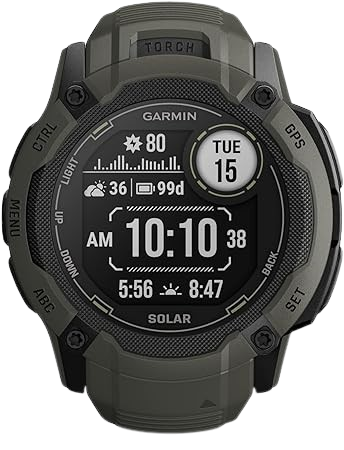 TORCH
GARMIN
CTRL
GPS
LIGHT
80
TUE
15
36 99d
MENU
UP
AM 10:10 38
DOWN
BACK
5:56 8:47
ABC
SET
SOLAR